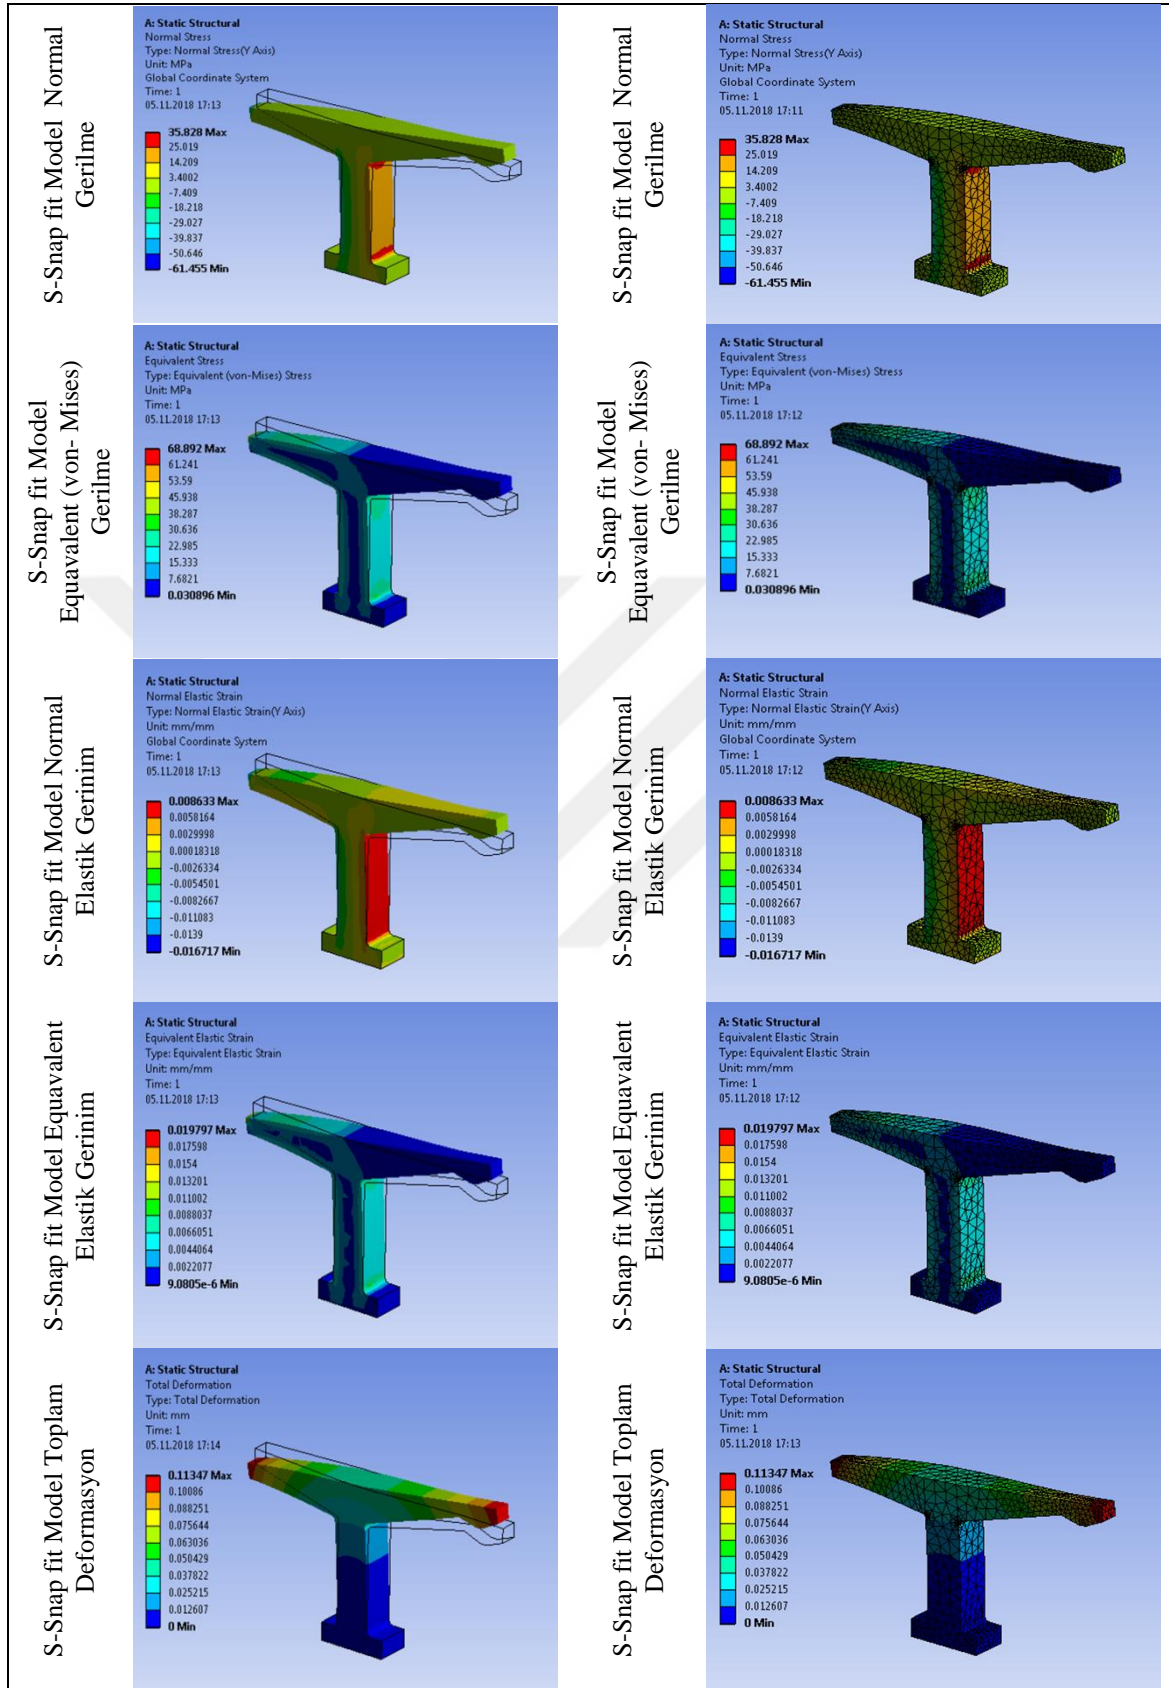 S-Snap fit Model Normal
Gerilme
A: Static Structural
Normal Stress
Type: Normal Stress(Y Axis)
Unit: MPa
Global Coordinate System
Time: 1
05.11.2018 17:13
35.828 Max
25.019
14.209
3.4002
-7.409
-18.218
-29.027
-39.837
-50.646
-61.455 Min
S-Snap fit Model Normal
Gerilme
A: Static Structural
Normal Stress
Type: Normal Stress(Y Axis)
Unit: MPa
Global Coordinate System
Time: 1
05.11.2018 17:11
35.828 Max
25.019
14.209
3.4002
-7.409
-18.218
-29.027
-39.837
-50.646
-61.455 Min
S-Snap fit Model
Equavalent (von- Mises)
Gerilme
A: Static Structural
Equivalent Stress
Type: Equivalent (von-Mises) Stress
Unit: MPa
Time: 1
05.11.2018 17:13
68.892 Max
61.241
53.59
45.938
38.287
30.636
22.985
15.333
7.6821
0.030896 Min
S-Snap fit Model
Equavalent (von- Mises)
Gerilme
A: Static Structural
Equivalent Stress
Type: Equivalent (von-Mises) Stress
Unit: MPa
Time: 1
05.11.2018 17:12
68.892 Max
61.241
53.59
45.938
38.287
30.636
22.985
15.333
7.6821
0.030896 Min
S-Snap fit Model Normal
Elastik Gerinim
A: Static Structural
Normal Elastic Strain
Type: Normal Elastic Strain(Y Axis)
Unit: mm/mm
Global Coordinate System
Time: 1
05.11.2018 17:13
0.008633 Max
0.0058164
0.0029998
0.00018318
-0.0026334
-0.0054501
-0.0082667
-0.011083
-0.0139
-0.016717 Min
S-Snap fit Model Normal
Elastik Gerinim
A: Static Structural
Normal Elastic Strain
Type: Normal Elastic Strain(Y Axis)
Unit: mm/mm
Global Coordinate System
Time: 1
05.11.2018 17:12
0.008633 Max
0.0058164
0.0029998
0.00018318
-0.0026334
-0.0054501
-0.0082667
-0.011083
-0.0139
-0.016717 Min
S-Snap fit Model Equavalent
Elastik Gerinim
A: Static Structural
Equivalent Elastic Strain
Type: Equivalent Elastic Strain
Unit: mm/mm
Time: 1
05.11.2018 17:13
0.019797 Max
0.017598
0.0154
0.013201
0.011002
0.0088037
0.0066051
0.0044064
0.0022077
9.0805e-6 Min
S-Snap fit Model Equavalent
Elastik Gerinim
A: Static Structural
Equivalent Elastic Strain
Type: Equivalent Elastic Strain
Unit: mm/mm
Time: 1
05.11.2018 17:12
0.019797 Max
0.017598
0.0154
0.013201
0.011002
0.0088037
0.0066051
0.0044064
0.0022077
9.0805e-6 Min
S-Snap fit Model Toplam
Deformasyon
A: Static Structural
Total Deformation
Type: Total Deformation
Unit: mm
Time: 1
05.11.2018 17:14
0.11347 Max
0.10086
0.088251
0.075644
0.063036
0.050429
0.037822
0.025215
0.012607
0 Min
S-Snap fit Model Toplam
Deformasyon
A: Static Structural
Total Deformation
Type: Total Deformation
Unit: mm
Time: 1
05.11.2018 17:13
0.11347 Max
0.10086
0.088251
0.075644
0.063036
0.050429
0.037822
0.025215
0.012607
0 Min